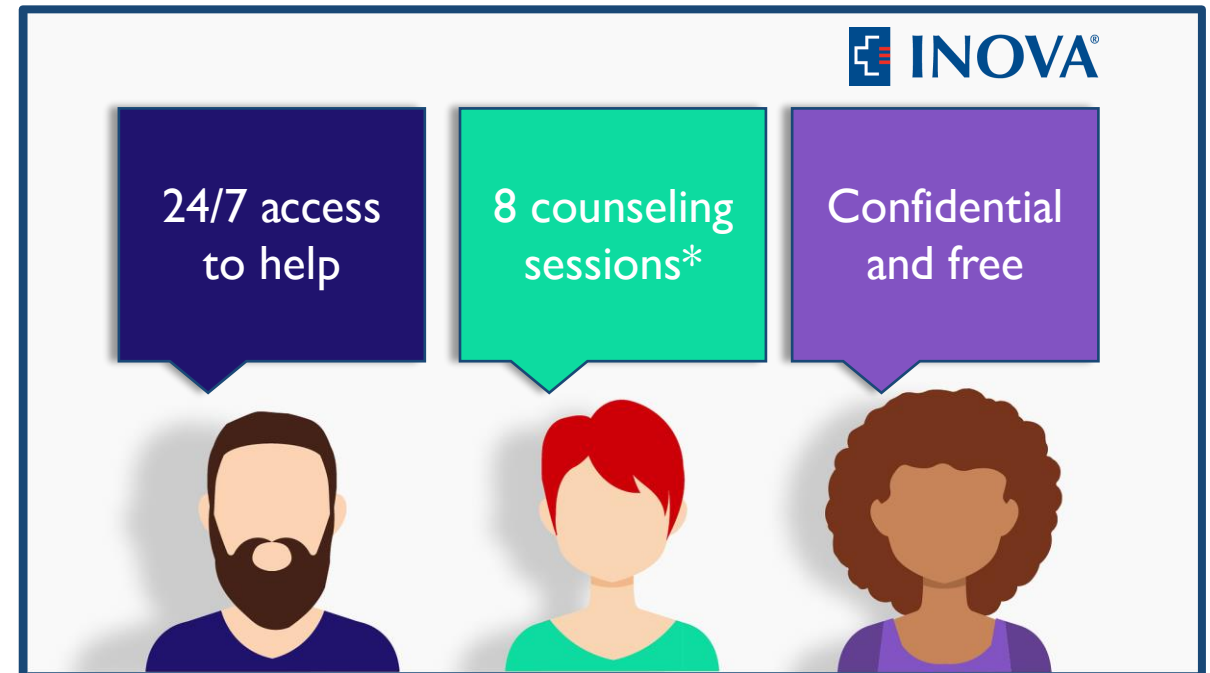 INOVA®
24/7 access
to help
8 counseling
sessions*
Confidential
and free